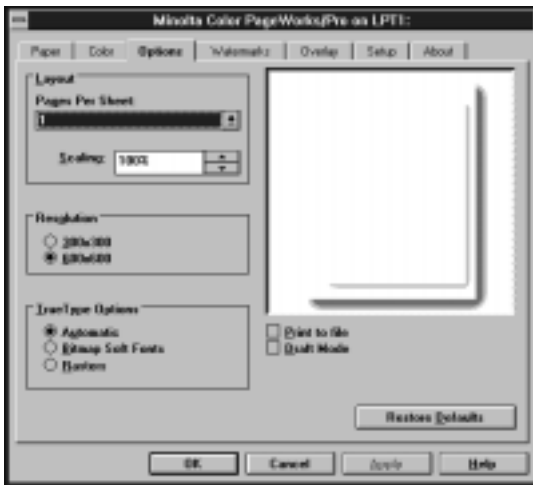 Minolta Color PageWorks/Pro on LPT1:
Paper Color Options Watermarks Overlay Setup About
Layout
Pages Per Sheet
1
Scaling: 100%
Resolution
300x300
600x600
TrueType Options
Automatic
Bitmap Soft Fonts
Rasters
Print to file
Draft Mode
Restore Defaults
OK Cancel Apply Help